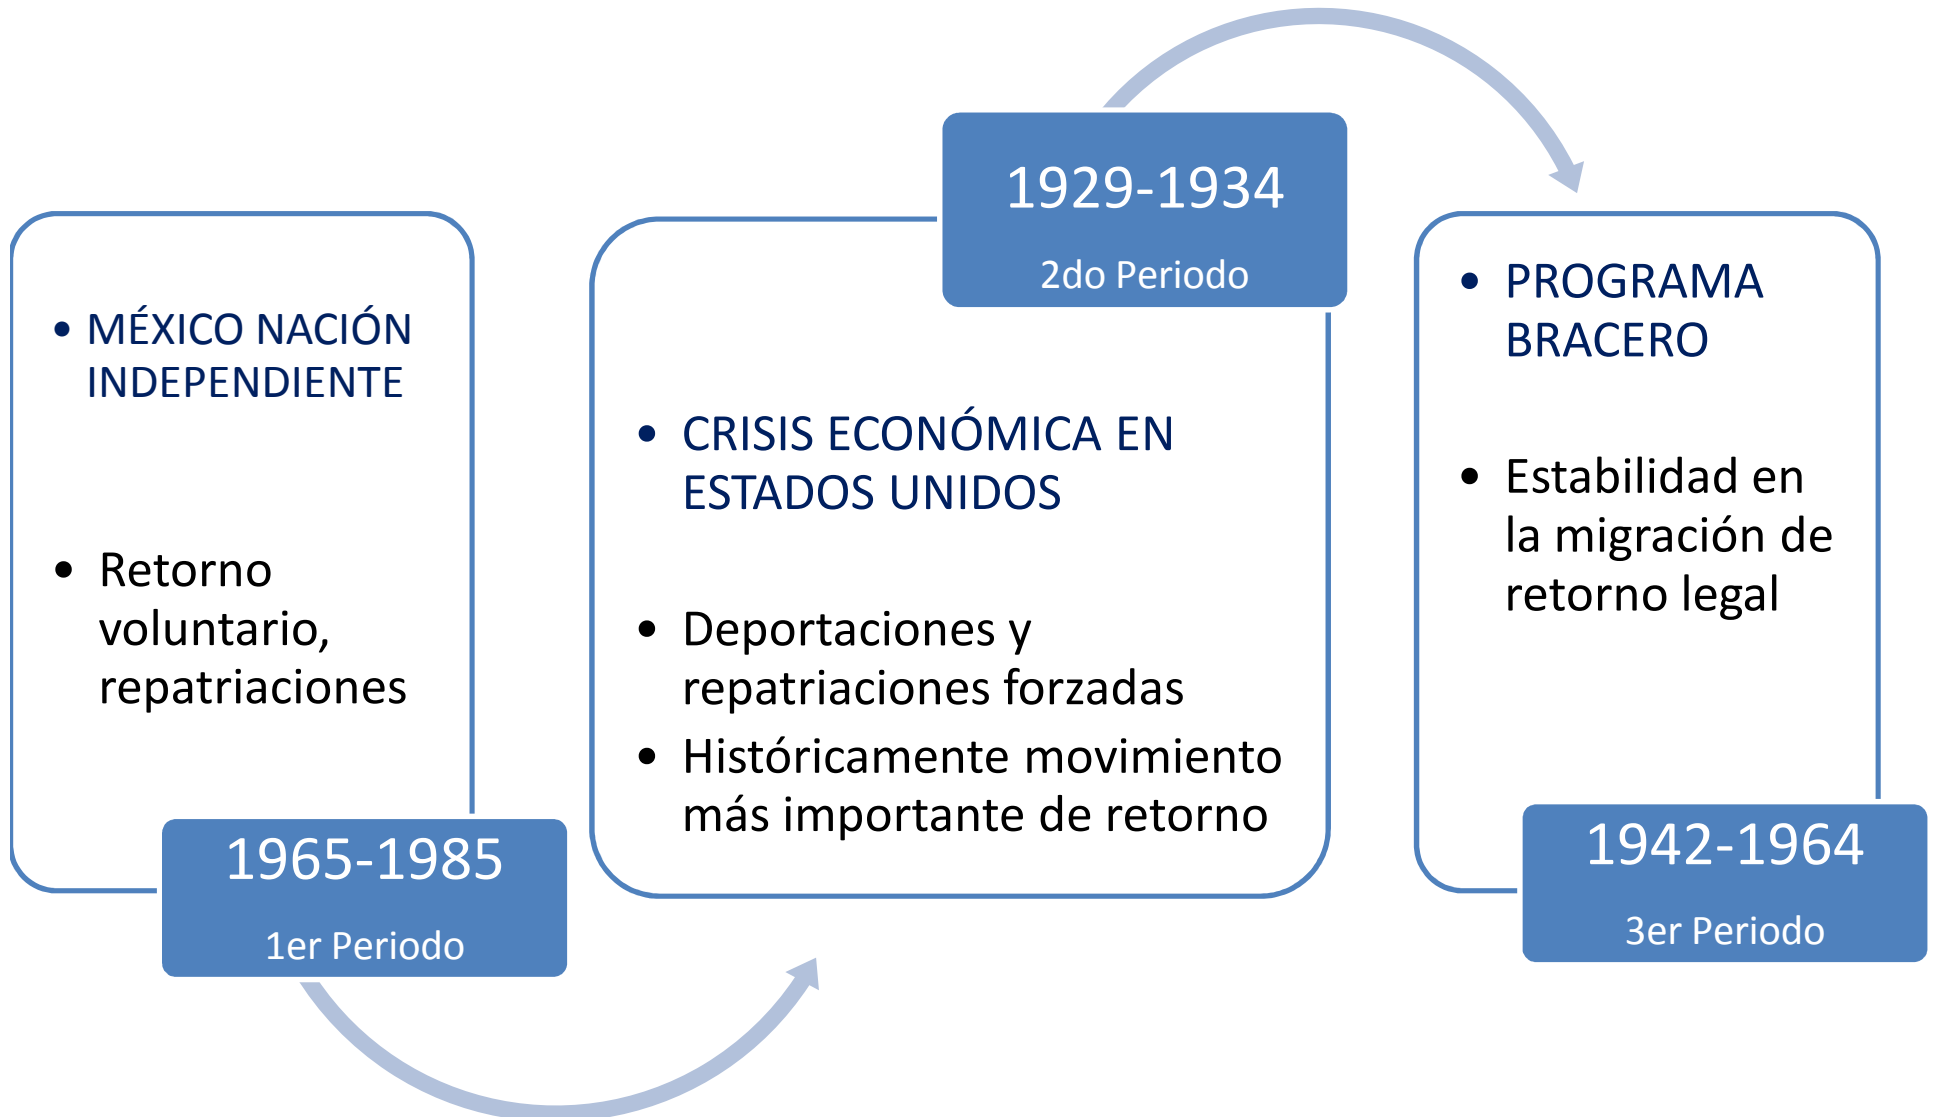 • MÉXICO NACIÓN
INDEPENDIENTE
• Retorno
voluntario,
repatriaciones
1965-1985
1er Periodo
1929-1934
2do Periodo
• CRISIS ECONÓMICA EN
ESTADOS UNIDOS
• Deportaciones y
repatriaciones forzadas
• Históricamente movimiento
más importante de retorno
• PROGRAMA
BRACERO
• Estabilidad en
la migración de
retorno legal
1942-1964
3er Periodo